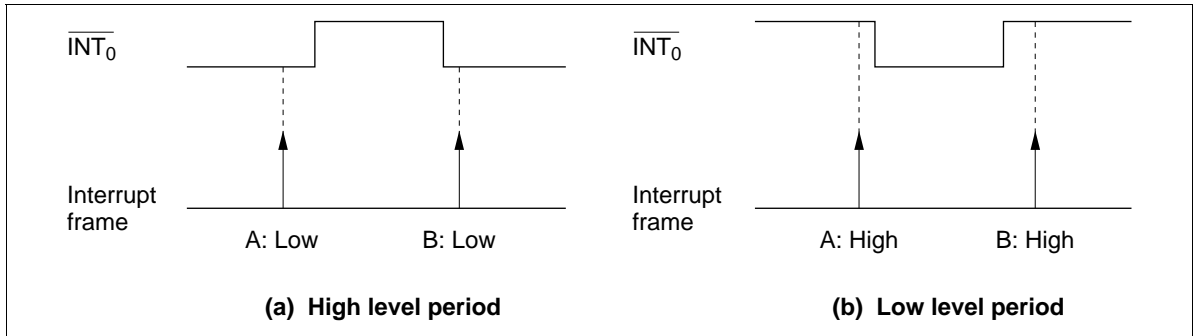 INT0
Interrupt
frame
A: Low B: Low
(a) High level period
INT0
Interrupt
frame
A: High B: High
(b) Low level period